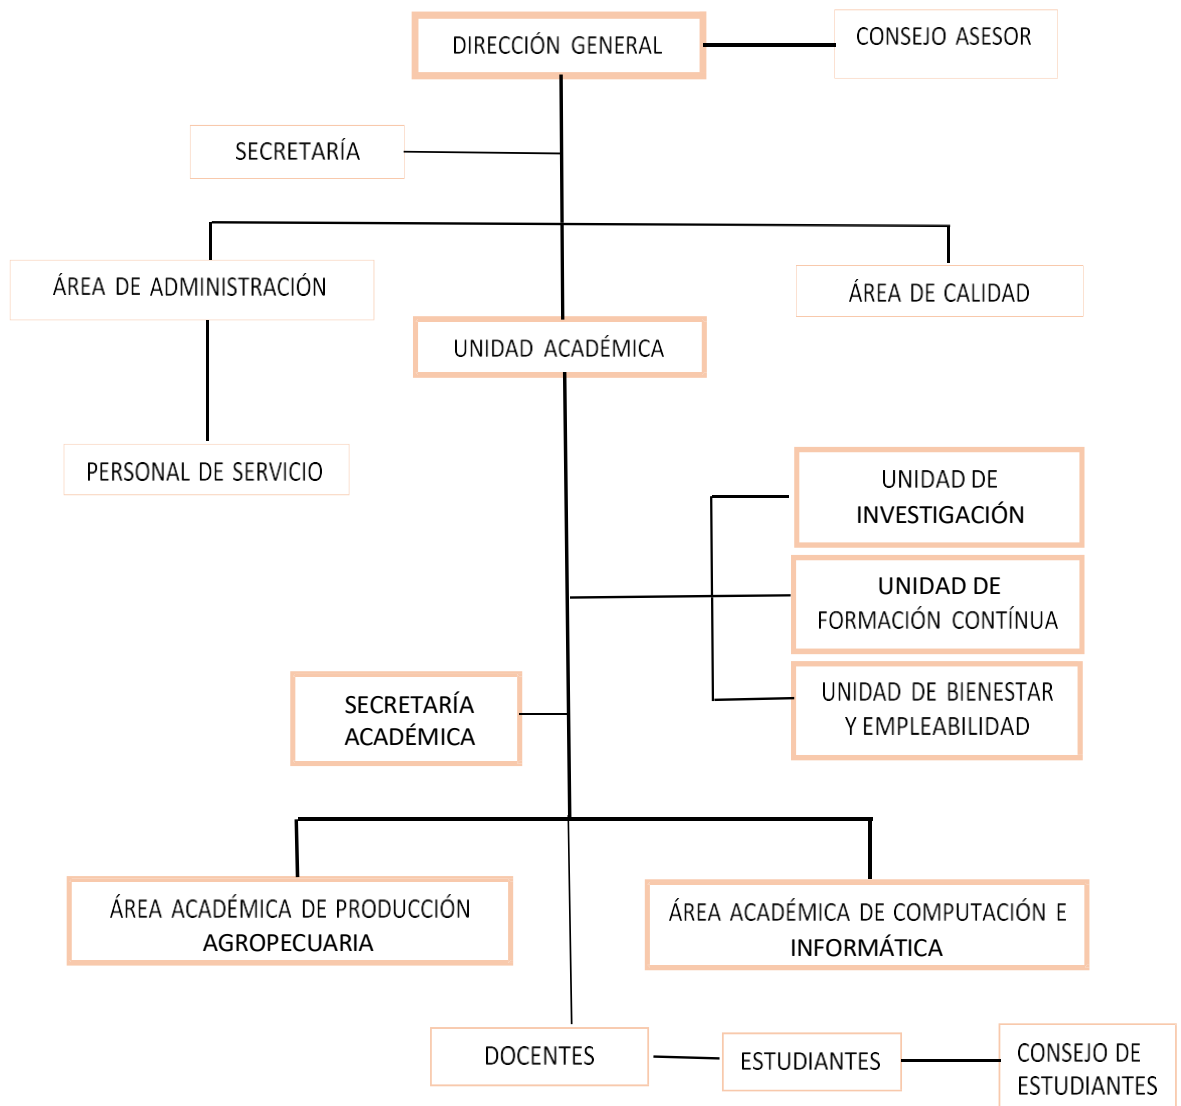 DIRECCIÓN GENERAL
CONSEJO ASESOR
SECRETARÍA
ÁREA DE ADMINISTRACIÓN
ÁREA DE CALIDAD
UNIDAD ACADÉMICA
PERSONAL DE SERVICIO
UNIDAD DE
INVESTIGACIÓN
UNIDAD DE
FORMACIÓN CONTÍNUA
UNIDAD DE BIENESTAR
Y EMPLEABILIDAD
SECRETARÍA
ACADÉMICA
ÁREA ACADÉMICA DE PRODUCCIÓN
AGROPECUARIA
ÁREA ACADÉMICA DE COMPUTACIÓN E
INFORMÁTICA
DOCENTES
ESTUDIANTES
CONSEJO DE
ESTUDIANTES